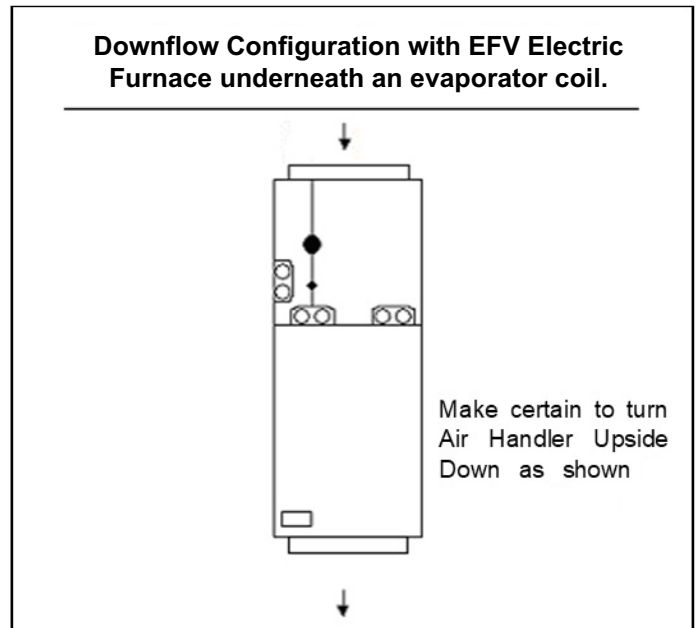 Downflow Configuration with EFV Electric
Furnace underneath an evaporator coil.
Make certain to turn
Air Handler Upside
Down as shown